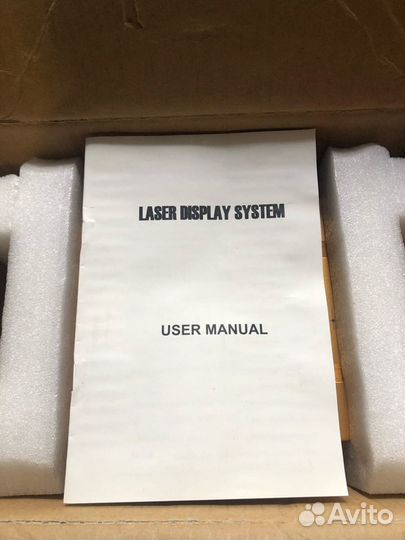 LASER DISPLAY SYSTEM
USER MANUAL
Avito